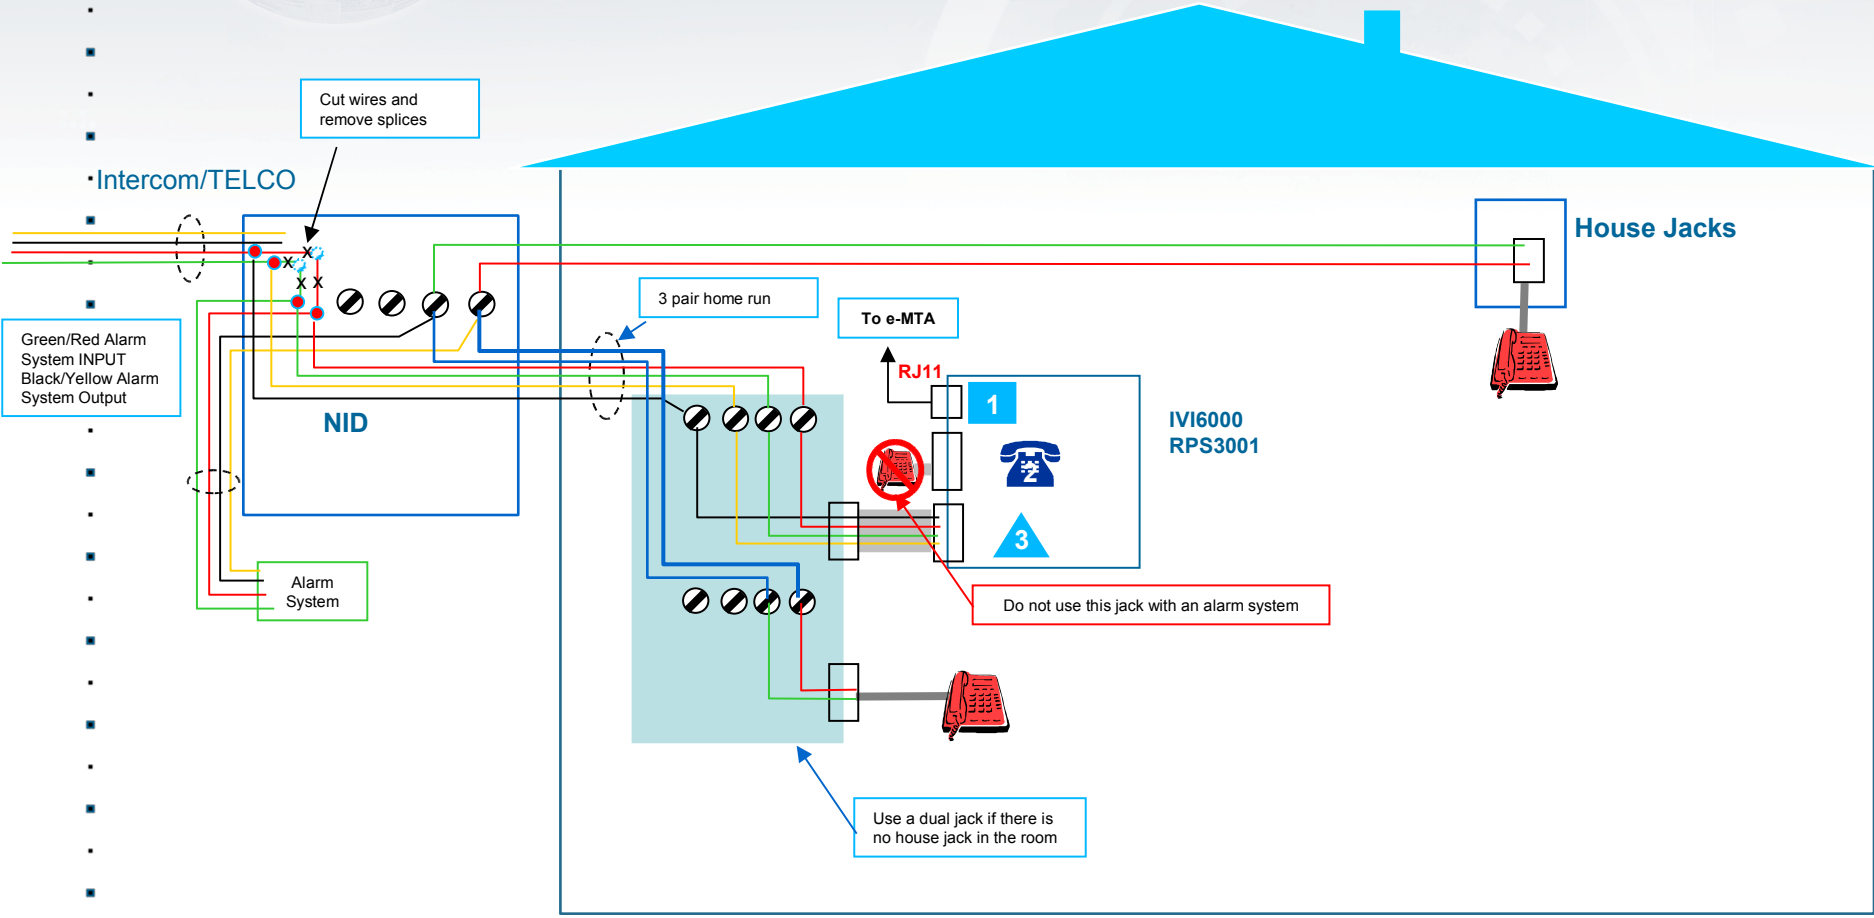 Cut wires and
remove splices
Intercom/TELCO
House Jacks
3 pair home run
To e-MTA
Green/Red Alarm
System INPUT
Black/Yellow Alarm
System Output
RJ11
NID
1
IVI6000
RPS3001
2
3
Alarm
System
Do not use this jack with an alarm system
Use a dual jack if there is
no house jack in the room
X
X
X
X